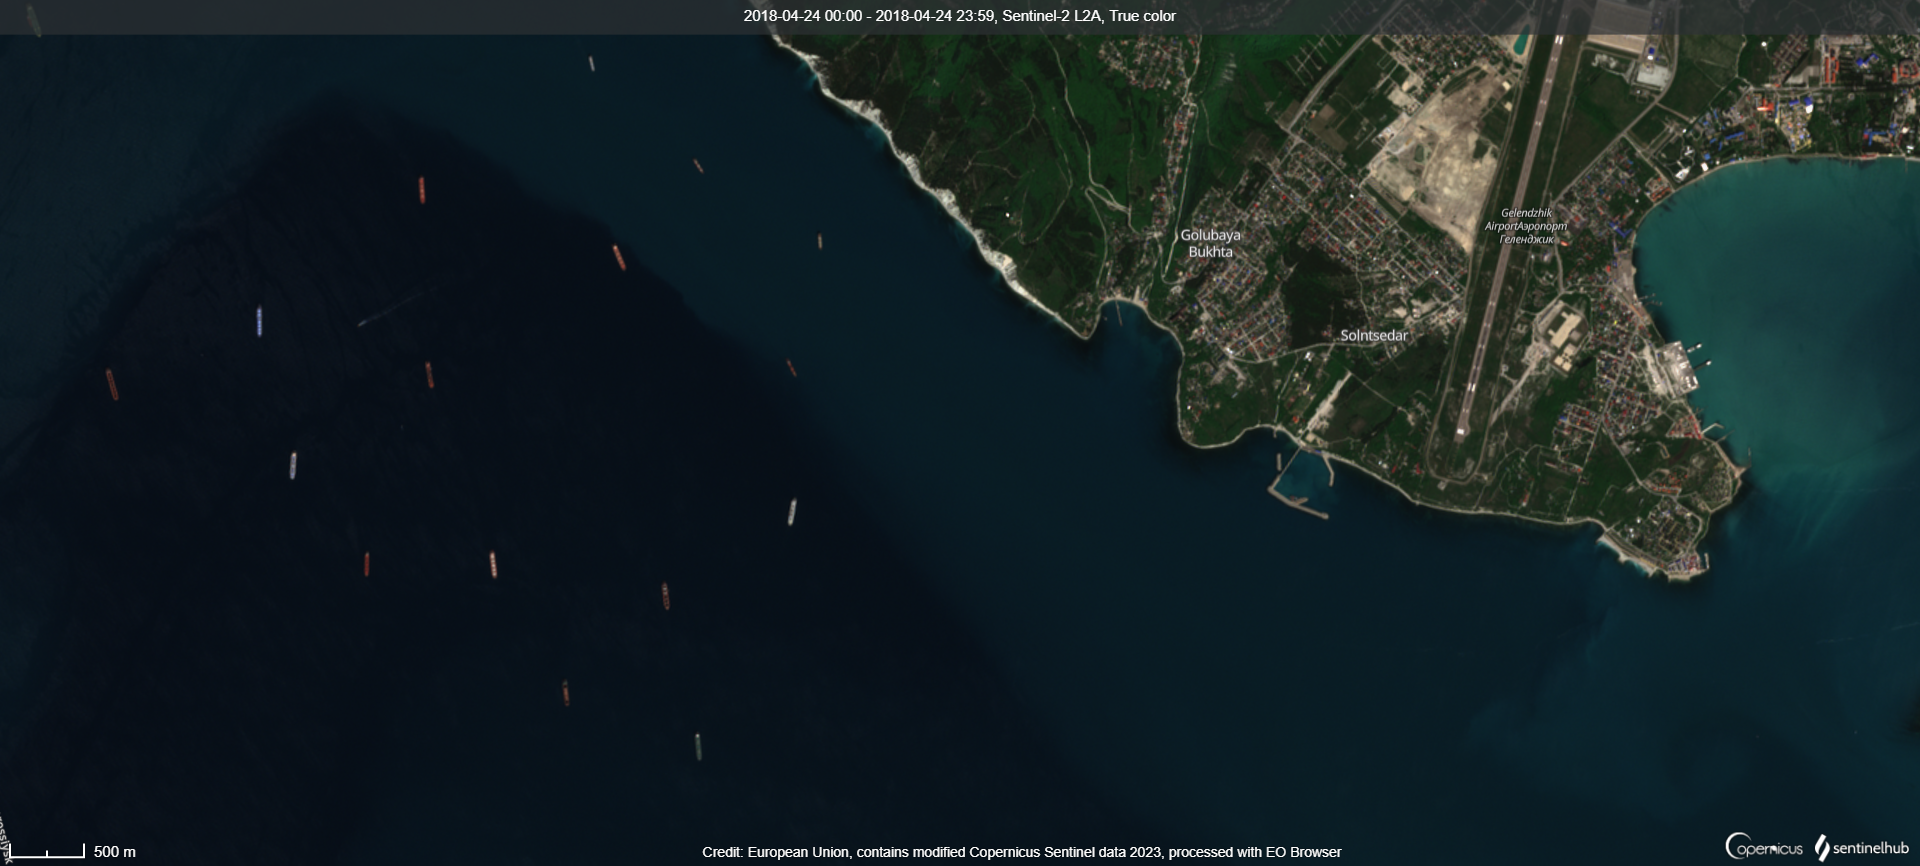 2018-04-24 00:00 - 2018-04-24 23:59, Sentinel-2 L2A, True color
Gelendzhik
AirportАэропорт
Геленджик
Golubaya
Bukhta
Solntsedar
500 m
Credit: European Union, contains modified Copernicus Sentinel data 2023, processed with EO Browser
opernicus
sentinelhub